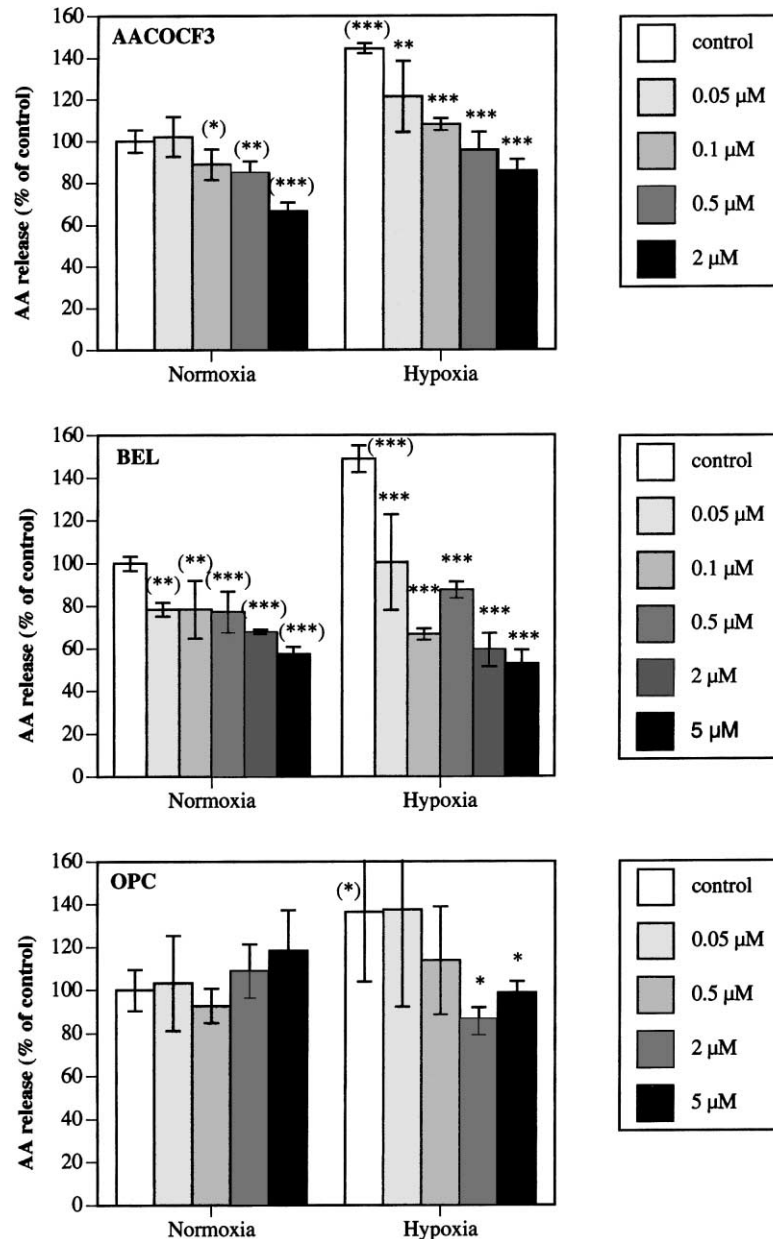 AACOCF3
AA release (% of control)
160
140
120
100
80
60
40
20
0
(*)
(**)
(***)
(***)
**
***
***
***
Normoxia
Hypoxia
control
0.05 µM
0.1 µM
0.5 µM
2 µM
BEL
AA release (% of control)
160
140
120
100
80
60
40
20
0
(**)
(**)
(***)
(***)
(***)
(***)
***
***
***
***
***
Normoxia
Hypoxia
control
0.05 µM
0.1 µM
0.5 µM
2 µM
5 µM
OPC
AA release (% of control)
160
140
120
100
80
60
40
20
0
(*)
*
*
Normoxia
Hypoxia
control
0.05 µM
0.5 µM
2 µM
5 µM